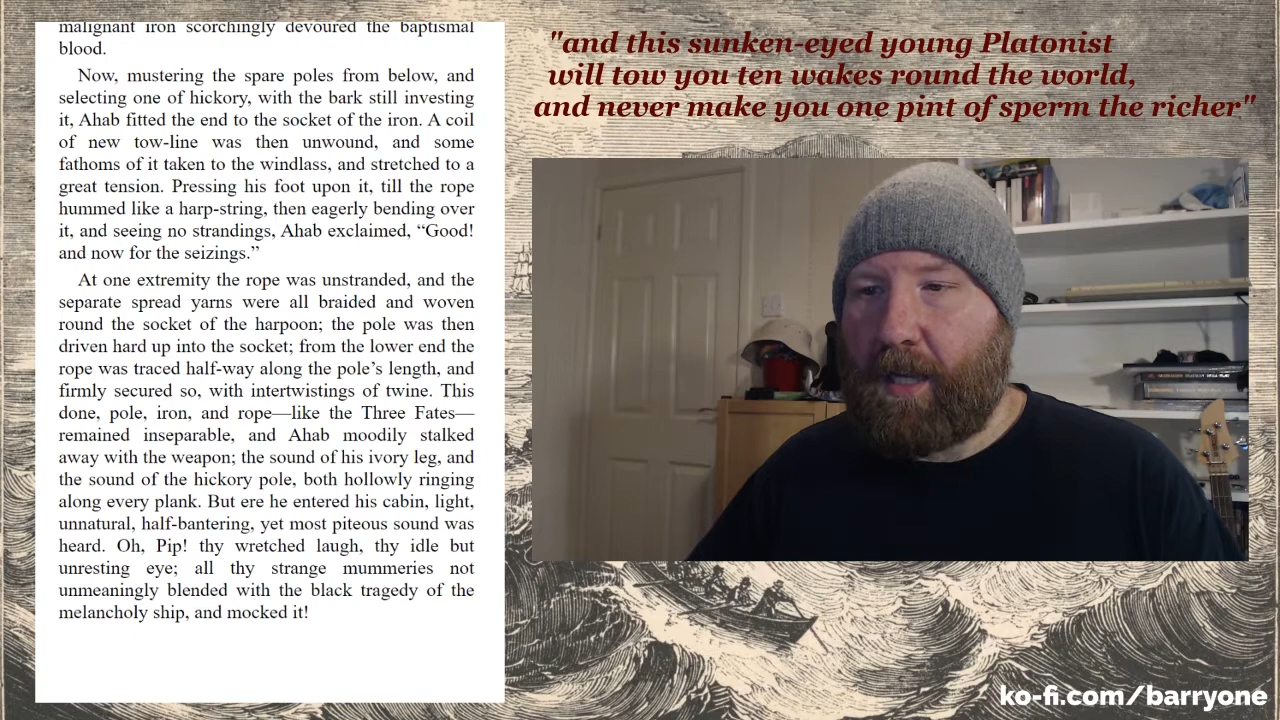 malignant iron scorchingly devoured the baptismal
blood.
Now, mustering the spare poles from below, and
selecting one of hickory, with the bark still investing
it, Ahab fitted the end to the socket of the iron. A coil
of new tow-line was then unwound, and some
fathoms of it taken to the windlass, and stretched to a
great tension. Pressing his foot upon it, till the rope
hummed like a harp-string, then eagerly bending over
it, and seeing no strandings, Ahab exclaimed, “Good!
and now for the seizings.”
At one extremity the rope was unstranded, and the
separate spread yarns were all braided and woven
round the socket of the harpoon; the pole was then
driven hard up into the socket; from the lower end the
rope was traced half-way along the pole’s length, and
firmly secured so, with intertwistings of twine. This
done, pole, iron, and rope—like the Three Fates—
remained inseparable, and Ahab moodily stalked
away with the weapon; the sound of his ivory leg, and
the sound of the hickory pole, both hollowly ringing
along every plank. But ere he entered his cabin, light,
unnatural, half-bantering, yet most piteous sound was
heard. Oh, Pip! thy wretched laugh, thy idle but
unresting eye; all thy strange mummeries not
unmeaningly blended with the black tragedy of the
melancholy ship, and mocked it!
"and this sunken-eyed young Platonist
will tow you ten wakes round the world,
and never make you one pint of sperm the richer"
ko-fi.com/barryone